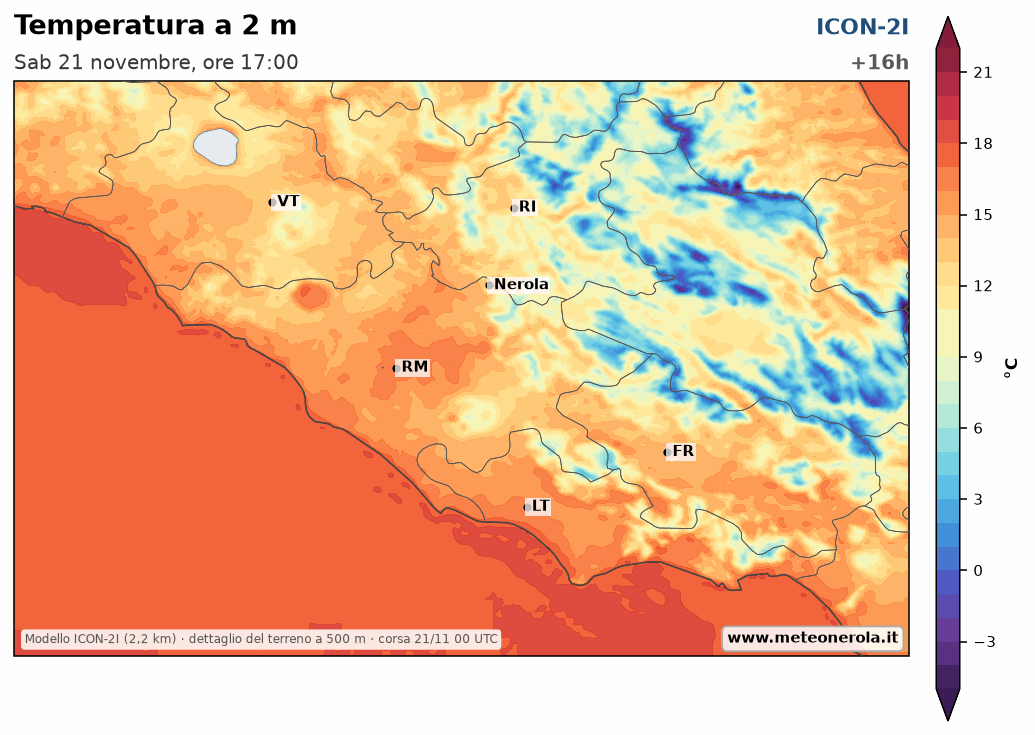 Temperatura a 2 m
ICON-2I
Sab 21 novembre, ore 17:00
+16h
21
18
15
12
9
6
3
0
−3
°C
VT
RI
Nerola
RM
FR
LT
Modello ICON-2I (2,2 km) · dettaglio del terreno a 500 m · corsa 21/11 00 UTC
www.meteonerola.it